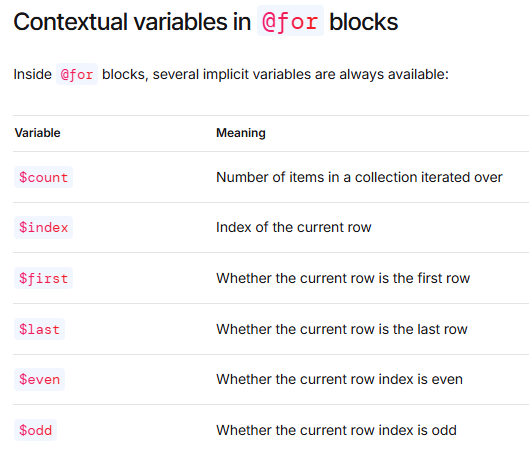 Contextual variables in @for blocks
Inside @for blocks, several implicit variables are always available:
Variable Meaning
$count Number of items in a collection iterated over
$index Index of the current row
$first Whether the current row is the first row
$last Whether the current row is the last row
$even Whether the current row index is even
$odd Whether the current row index is odd